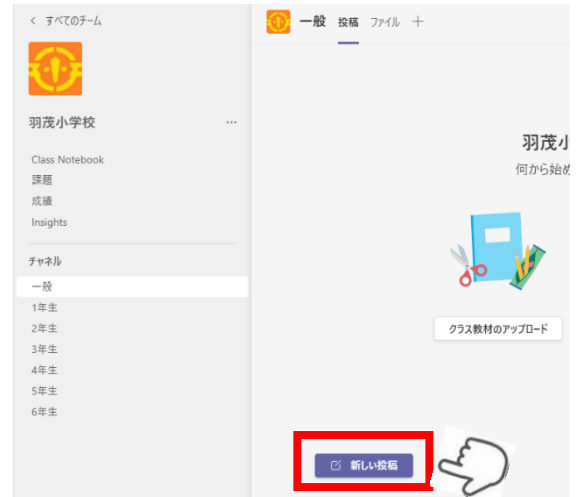 < すべてのチーム
一般 投稿 ファイル +
羽茂小学校 …
Class Notebook
課題
成績
Insights
チャネル
一般
1年生
2年生
3年生
4年生
5年生
6年生
羽茂小
何から始め
クラス教材のアップロード
新しい投稿